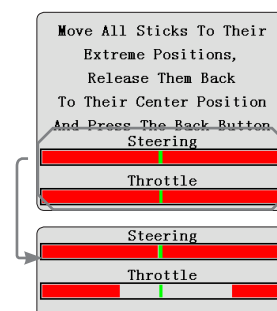 Move All Sticks To Their
Extreme Positions,
Release Them Back
To Their Center Position
And Press The Back Button
Steering
Throttle
Steering
Throttle